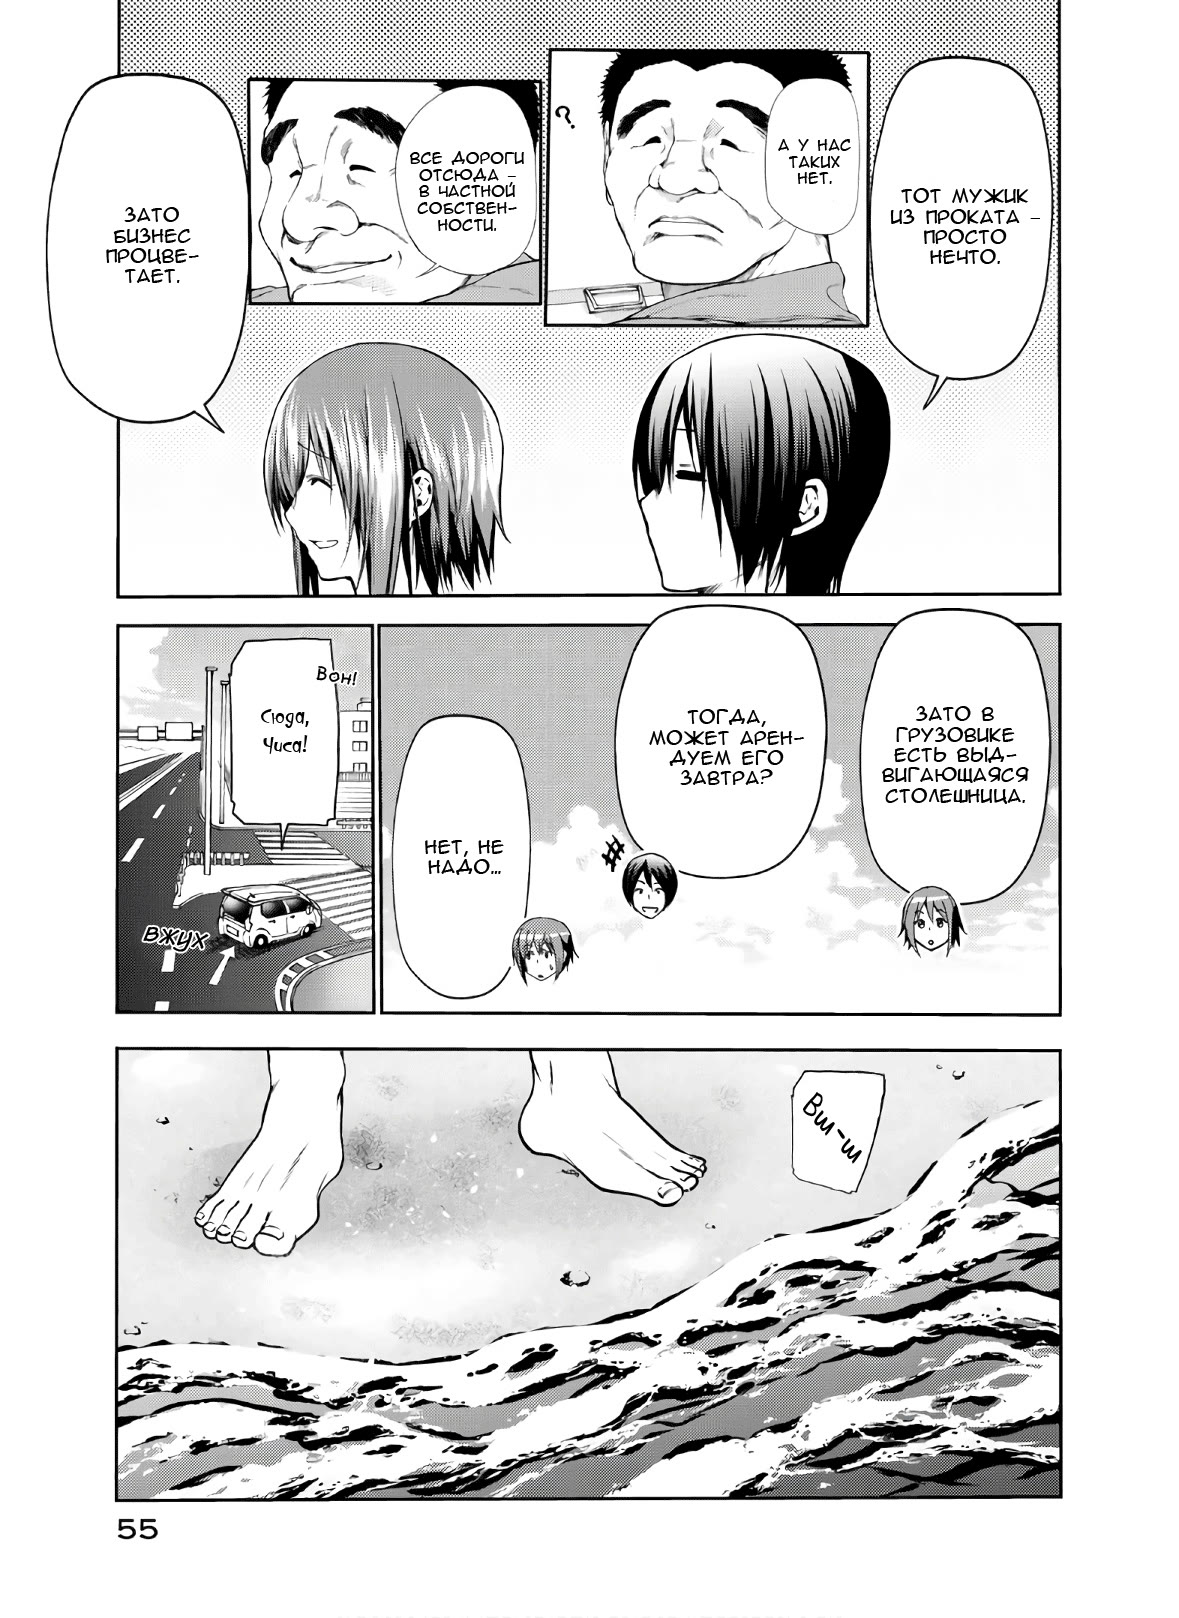 ТОТ МУЖИК
ИЗ ПРОКАТА –
ПРОСТО
НЕЧТО.
А У НАС
ТАКИХ
НЕТ.
?
ВСЕ ДОРОГИ
ОТСЮДА –
В ЧАСТНОЙ
СОБСТВЕН-
НОСТИ.
ЗАТО
БИЗНЕС
ПРОЦВЕ-
ТАЕТ.
ЗАТО В
ГРУЗОВИКЕ
ЕСТЬ ВЫД-
ВИГАЮЩАЯСЯ
СТОЛЕШНИЦА.
ТОГДА,
МОЖЕТ АРЕН-
ДУЕМ ЕГО
ЗАВТРА?
НЕТ, НЕ
НАДО...
Вон!
Сюда,
Чиса!
ВЖУХ
Вш-ш
55